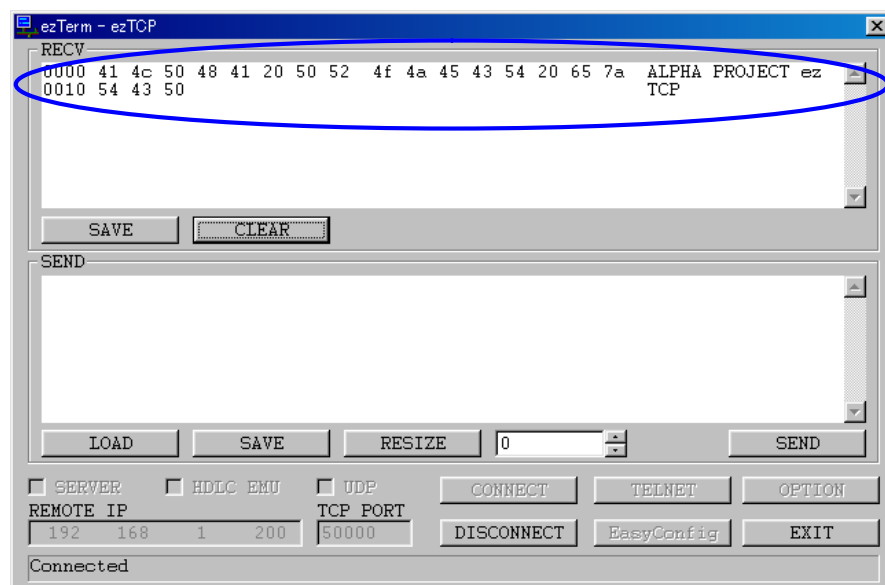 ezTerm - ezTCP
RECV
0000 41 4c 50 48 41 20 50 52 4f 4a 45 43 54 20 65 7a ALPHA PROJECT ez
0010 54 43 50 TCP
SAVE CLEAR
SEND
LOAD SAVE RESIZE 0 SEND
SERVER HDLC EMU UDP CONNECT TELNET OPTION
REMOTE IP TCP PORT
192 168 1 200 50000 DISCONNECT EasyConfig EXIT
Connected